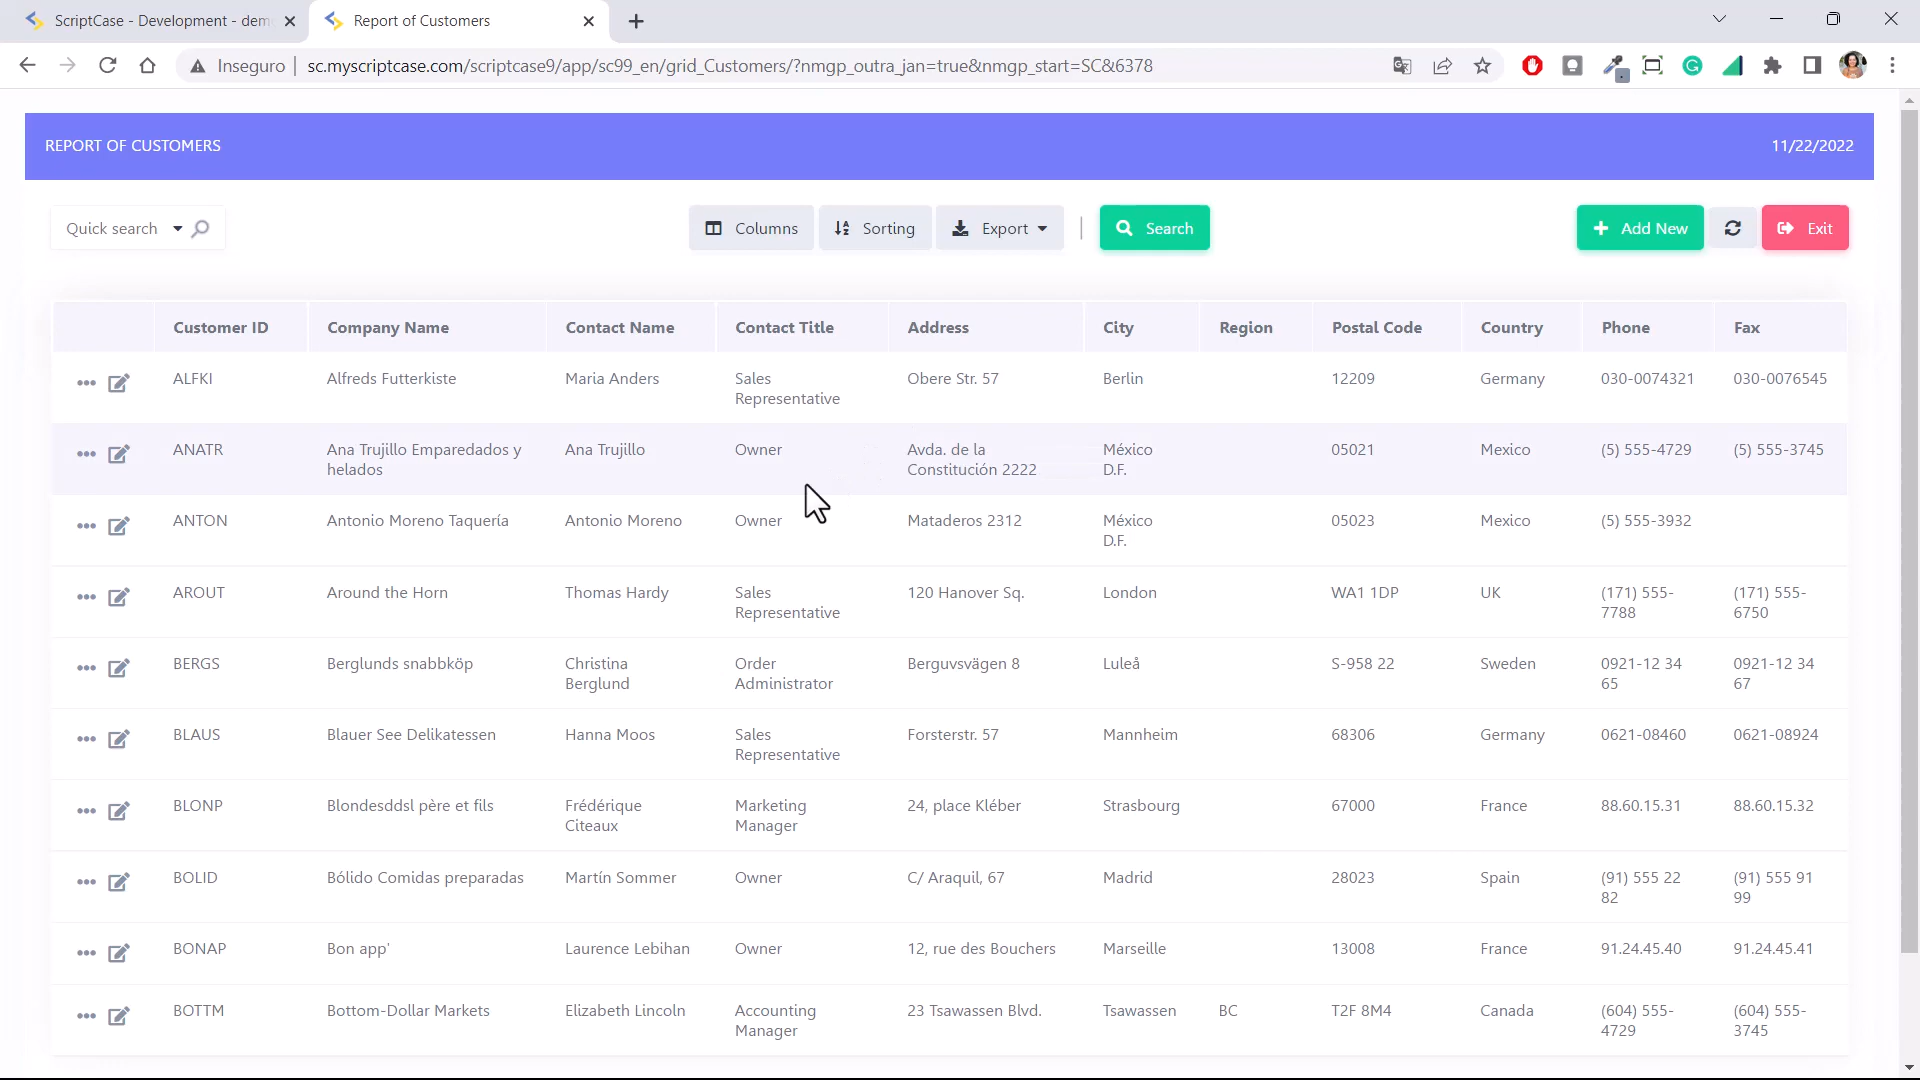 ScriptCase - Development - dem
Report of Customers
Inseguro
sc.myscriptcase.com/scriptcase9/app/sc99_en/grid_Customers/?nmgp_outra_jan=true&nmgp_start=SC&6378
REPORT OF CUSTOMERS
11/22/2022
Quick search
Columns
Sorting
Export
Search
Add New
Exit
Customer ID Company Name Contact Name Contact Title Address City Region Postal Code Country Phone Fax
ALFKI Alfreds Futterkiste Maria Anders Sales Obere Str. 57 Berlin 12209 Germany 030-0074321 030-0076545
Representative
ANATR Ana Trujillo Emparedados y Ana Trujillo Owner Avda. de la México 05021 Mexico (5) 555-4729 (5) 555-3745
helados Constitución 2222 D.F.
ANTON Antonio Moreno Taquería Antonio Moreno Owner Mataderos 2312 México 05023 Mexico (5) 555-3932
D.F.
AROUT Around the Horn Thomas Hardy Sales 120 Hanover Sq. London WA1 1DP UK (171) 555- (171) 555-
Representative 7788 6750
BERGS Berglunds snabbköp Christina Order Berguvsvägen 8 Luleå S-958 22 Sweden 0921-12 34 0921-12 34
Berglund Administrator 65 67
BLAUS Blauer See Delikatessen Hanna Moos Sales Forsterstr. 57 Mannheim 68306 Germany 0621-08460 0621-08924
Representative
BLONP Blondesddsl père et fils Frédérique Marketing 24, place Kléber Strasbourg 67000 France 88.60.15.31 88.60.15.32
Citeaux Manager
BOLID Bólido Comidas preparadas Martín Sommer Owner C/ Araquil, 67 Madrid 28023 Spain (91) 555 22 (91) 555 91
82 99
BONAP Bon app' Laurence Lebihan Owner 12, rue des Bouchers Marseille 13008 France 91.24.45.40 91.24.45.41
BOTTM Bottom-Dollar Markets Elizabeth Lincoln Accounting 23 Tsawassen Blvd. Tsawassen BC T2F 8M4 Canada (604) 555- (604) 555-
Manager 4729 3745